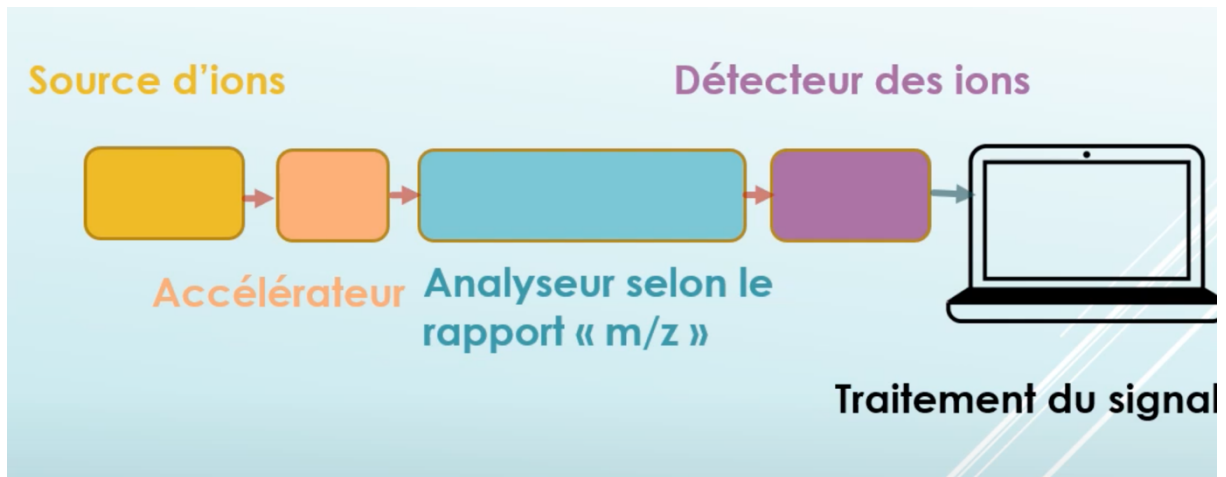 Source d’ions
Détecteur des ions
Accélérateur
Analyseur selon le
rapport « m/z »
Traitement du signal